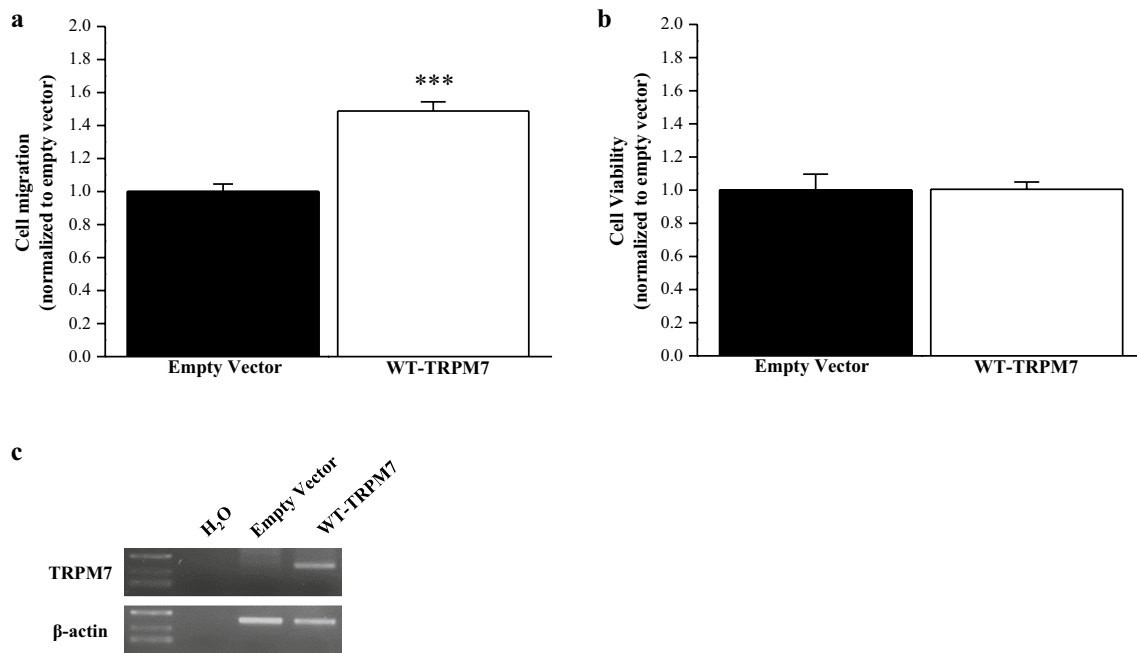 a
2.0
1.8
1.6
1.4
1.2
1.0
0.8
0.6
0.4
0.2
0.0
Cell migration
(normalized to empty vector)
***
Empty Vector
WT-TRPM7
b
2.0
1.8
1.6
1.4
1.2
1.0
0.8
0.6
0.4
0.2
0.0
Cell Viability
(normalized to empty vector)
Empty Vector
WT-TRPM7
c
H₂O
Empty Vector
WT-TRPM7
TRPM7
β-actin